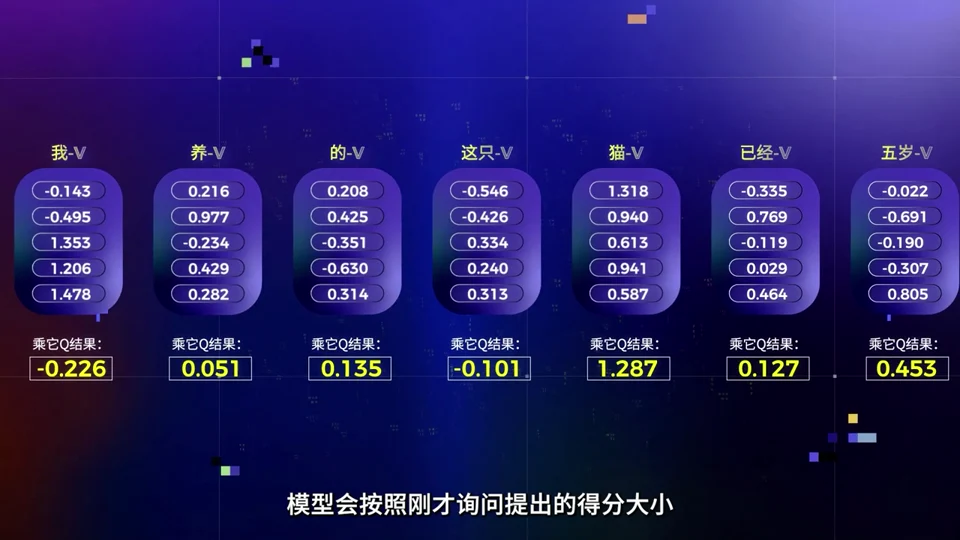 我-V 养-V 的-V 这只-V 猫-V 已经-V 五岁-V
-0.143 0.216 0.208 -0.546 1.318 -0.335 -0.022
-0.495 0.977 0.425 -0.426 0.940 0.769 -0.691
1.353 -0.234 -0.351 0.334 0.613 -0.119 -0.190
1.206 0.429 -0.630 0.240 0.941 0.029 -0.307
1.478 0.282 0.314 0.313 0.587 0.464 0.805
乘它Q结果: 乘它Q结果: 乘它Q结果: 乘它Q结果: 乘它Q结果: 乘它Q结果: 乘它Q结果:
-0.226 0.051 0.135 -0.101 1.287 0.127 0.453
模型会按照刚才询问提出的得分大小